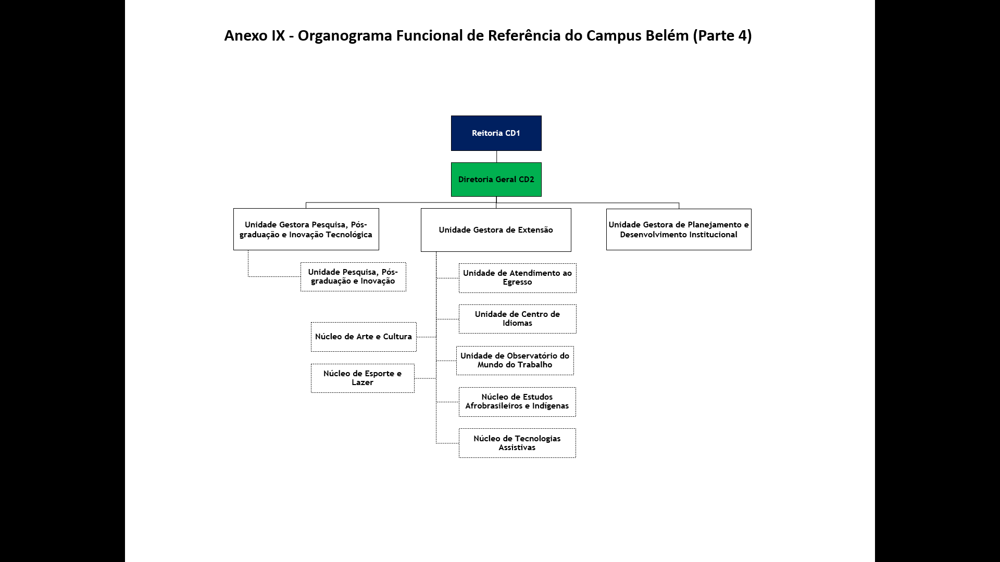 Anexo IX - Organograma Funcional de Referência do Campus Belém (Parte 4)
Reitoria CD1
Diretoria Geral CD2
Unidade Gestora Pesquisa, Pós-
graduação e Inovação Tecnológica
Unidade Gestora de Extensão
Unidade Gestora de Planejamento e
Desenvolvimento Institucional
Unidade Pesquisa, Pós-
graduação e Inovação
Unidade de Atendimento ao
Egresso
Unidade de Centro de
Idiomas
Núcleo de Arte e Cultura
Unidade de Observatório do
Mundo do Trabalho
Núcleo de Esporte e
Lazer
Núcleo de Estudos
Afrobrasileiros e Indígenas
Núcleo de Tecnologias
Assistivas